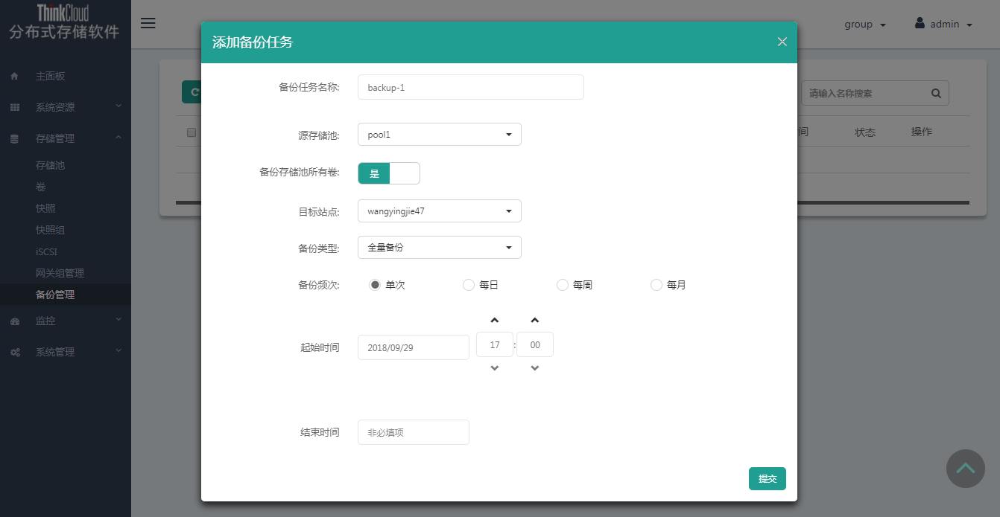 ThinkCloud
分布式存储软件
group
admin
主面板
系统资源
存储管理
存储池
卷
快照
快照组
iSCSI
网关组管理
备份管理
监控
系统管理
请输入名称搜索
间
状态
操作
添加备份任务
备份任务名称:
backup-1
源存储池:
pool1
备份存储池所有卷:
是
目标站点:
wangyingjie47
备份类型:
全量备份
备份频次:
单次
每日
每周
每月
起始时间
2018/09/29
17
:
00
结束时间
非必填项
提交